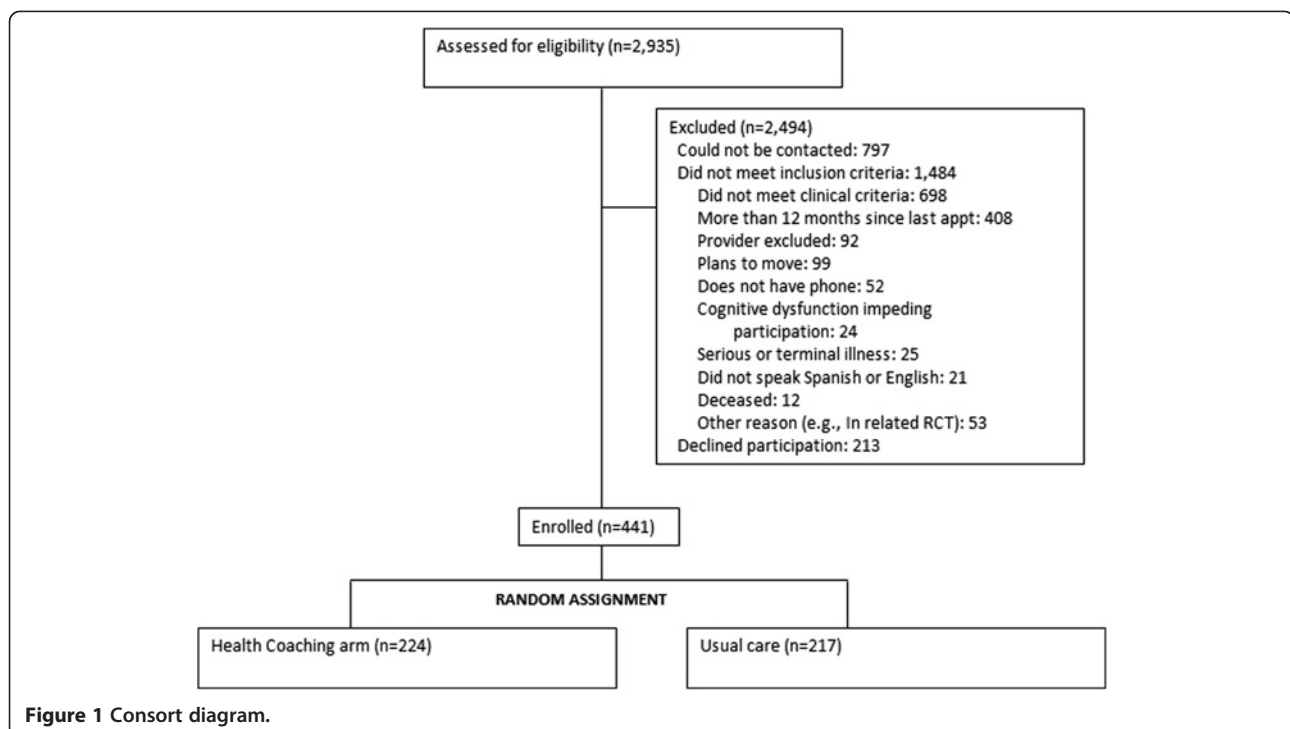 Assessed for eligibility (n=2,935)
Excluded (n=2,494)
Could not be contacted: 797
Did not meet inclusion criteria: 1,484
Did not meet clinical criteria: 698
More than 12 months since last appt: 408
Provider excluded: 92
Plans to move: 99
Does not have phone: 52
Cognitive dysfunction impeding
participation: 24
Serious or terminal illness: 25
Did not speak Spanish or English: 21
Deceased: 12
Other reason (e.g., In related RCT): 53
Declined participation: 213
Enrolled (n=441)
RANDOM ASSIGNMENT
Health Coaching arm (n=224)
Usual care (n=217)
Figure 1 Consort diagram.